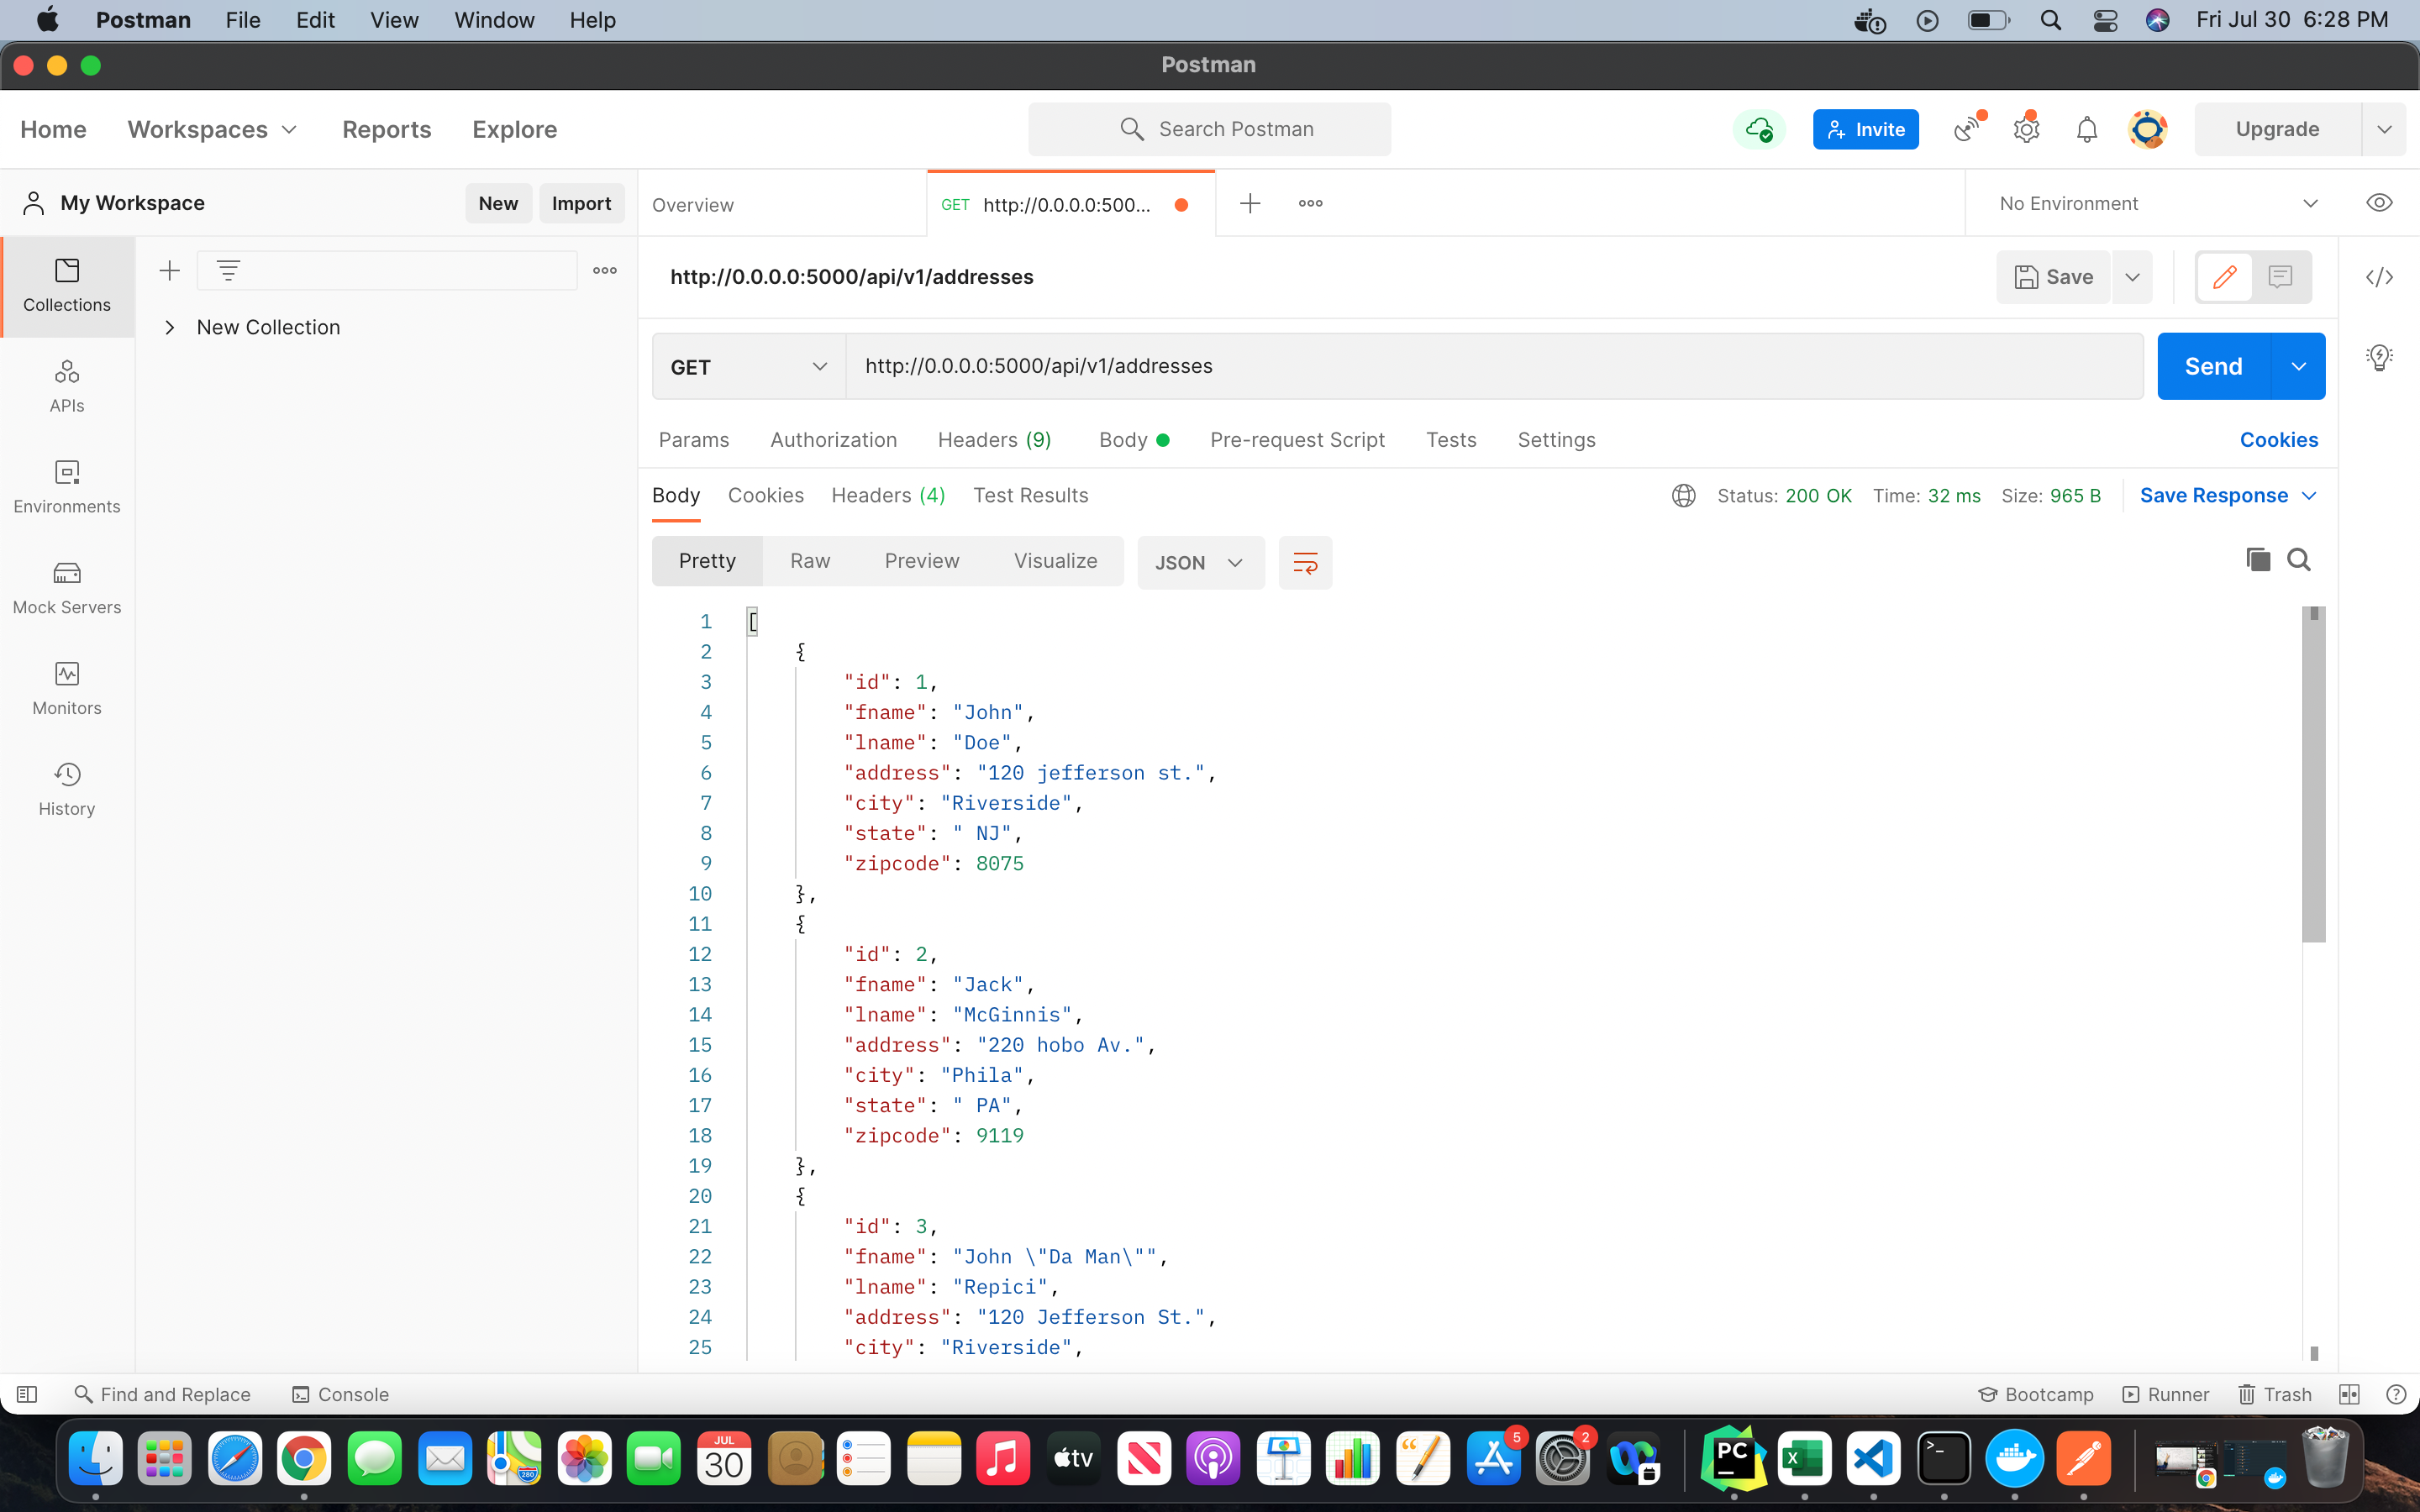 Postman File Edit View Window Help Fri Jul 30 6:28 PM
Postman
Home Workspaces Reports Explore Search Postman Invite Upgrade
My Workspace New Import Overview GET http://0.0.0.0:500... No Environment
Collections
New Collection
APIs
Environments
Mock Servers
Monitors
History
http://0.0.0.0:5000/api/v1/addresses Save
GET http://0.0.0.0:5000/api/v1/addresses Send
Params Authorization Headers (9) Body Pre-request Script Tests Settings Cookies
Body Cookies Headers (4) Test Results Status: 200 OK Time: 32 ms Size: 965 B Save Response
Pretty Raw Preview Visualize JSON
1 [
2 {
3 "id": 1,
4 "fname": "John",
5 "lname": "Doe",
6 "address": "120 jefferson st.",
7 "city": "Riverside",
8 "state": " NJ",
9 "zipcode": 8075
10 },
11 {
12 "id": 2,
13 "fname": "Jack",
14 "lname": "McGinnis",
15 "address": "220 hobo Av.",
16 "city": "Phila",
17 "state": " PA",
18 "zipcode": 9119
19 },
20 {
21 "id": 3,
22 "fname": "John \"Da Man\"",
23 "lname": "Repici",
24 "address": "120 Jefferson St.",
25 "city": "Riverside",
Find and Replace Console Bootcamp Runner Trash
280 JUL 30 tv 5 2 PC X >_